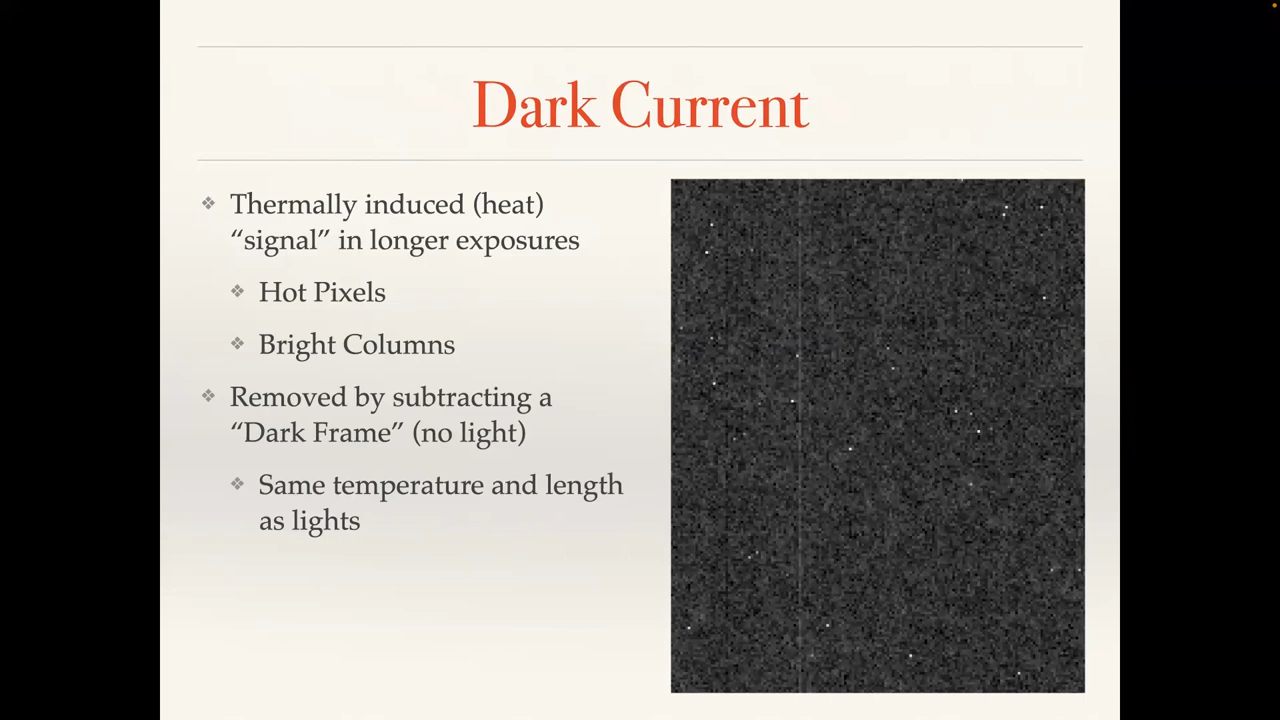 Dark Current
❖ Thermally induced (heat)
“signal” in longer exposures
❖ Hot Pixels
❖ Bright Columns
❖ Removed by subtracting a
“Dark Frame” (no light)
❖ Same temperature and length
as lights